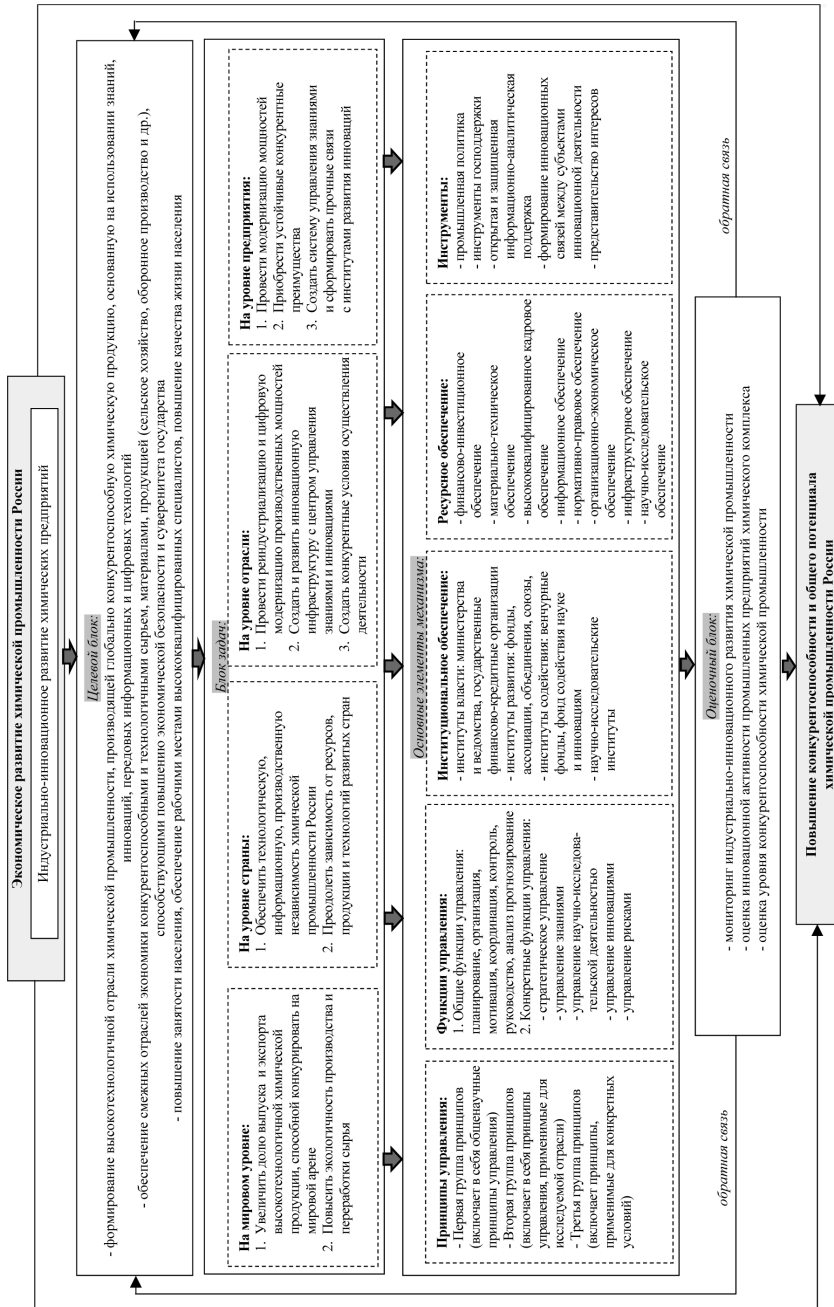 Экономическое развитие химической промышленности России
Индустриально-инновационное развитие химических предприятий
Целевой блок:
- формирование высокотехнологичной отрасли химической промышленности, производящей глобально конкурентоспособную химическую продукцию, основанную на использовании знаний,
инноваций, передовых информационных и цифровых технологий
- обеспечение смежных отраслей экономики конкурентоспособными и технологичными сырьем, материалами, продукцией (сельское хозяйство, оборонное производство и др.),
способствующими повышению экономической безопасности и суверенитета государства
- повышение занятости населения, обеспечение рабочими местами высококвалифицированных специалистов, повышение качества жизни населения
Блок задач:
На мировом уровне:
1. Увеличить долю выпуска и экспорта
высокотехнологичной химической
продукции, способной конкурировать на
мировой арене
2. Повысить экологичность производства и
переработки сырья
На уровне страны:
1. Обеспечить технологическую,
информационную, производственную
независимость химической
промышленности России
2. Преодолеть зависимость от ресурсов,
продукции и технологий развитых стран
На уровне отрасли:
1. Провести реиндустриализацию и цифровую
модернизацию производственных мощностей
2. Создать и развить инновационную
инфраструктуру с центром управления
знаниями и инновациями
3. Создать конкурентные условия осуществления
деятельности
На уровне предприятия:
1. Провести модернизацию мощностей
2. Приобрести устойчивые конкурентные
преимущества
3. Создать систему управления знаниями
и сформировать прочные связи
с институтами развития инноваций
Основные элементы механизма:
Принципы управления:
- Первая группа принципов
(включает в себя общенаучные
принципы управления)
- Вторая группа принципов
(включает в себя принципы
управления, применимые для
исследуемой отрасли)
- Третья группа принципов
(включает принципы,
применимые для конкретных
условий)
Функции управления:
1. Общие функции управления:
планирование, организация,
мотивация, координация, контроль,
руководство, анализ прогнозирование
2. Конкретные функции управления:
- стратегическое управление
- управление знаниями
- управление научно-исследова-
тельской деятельностью
- управление инновациями
- управление рисками
Институциональное обеспечение:
- институты власти: министерства
и ведомства, государственные
финансово-кредитные организации
- институты развития: фонды,
ассоциации, объединения, союзы,
- институты содействия: венчурные
фонды, фонд содействия науке
и инновациям
- научно-исследовательские
институты
Ресурсное обеспечение:
- финансово-инвестиционное
обеспечение
- материально-техническое
обеспечение
- высококвалифицированное кадровое
обеспечение
- информационное обеспечение
- нормативно-правовое обеспечение
- организационно-экономическое
обеспечение
- инфраструктурное обеспечение
- научно-исследовательское
обеспечение
Инструменты:
- промышленная политика
- инструменты господдержки
- открытая и защищенная
информационно-аналитическая
поддержка
- формирование инновационных
связей между субъектами
инновационной деятельности
- представительство интересов
обратная связь
Оценочный блок:
- мониторинг индустриально-инновационного развития химической промышленности
- оценка инновационной активности промышленных предприятий химического комплекса
- оценка уровня конкурентоспособности химической промышленности
обратная связь
Повышение конкурентоспособности и общего потенциала
химической промышленности России